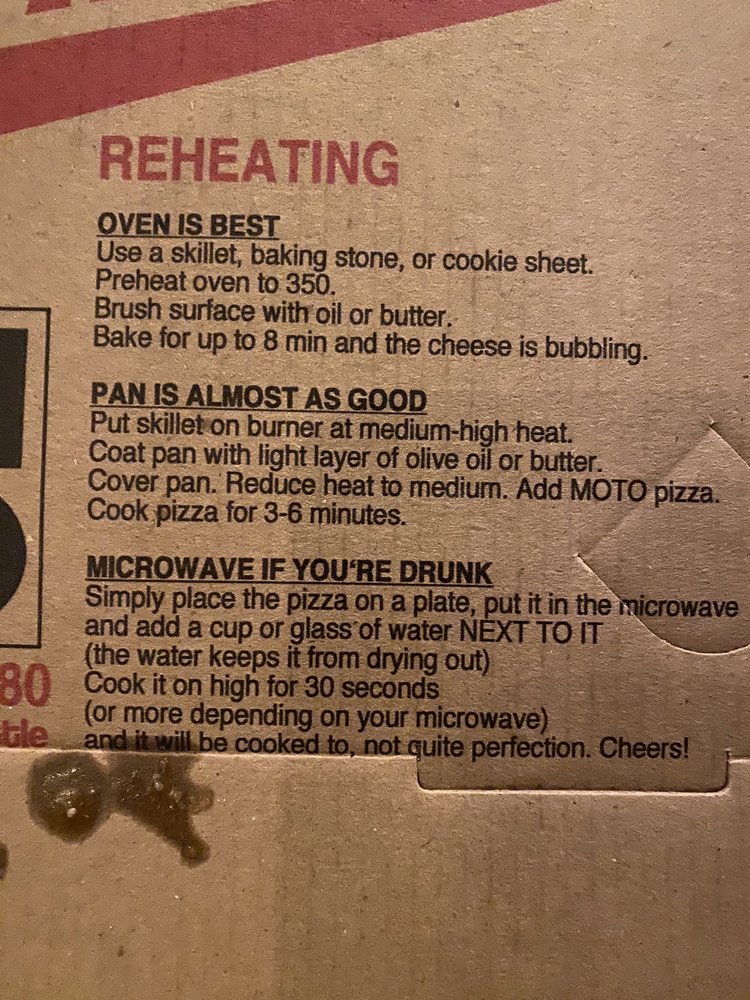 REHEATING
OVEN IS BEST
Use a skillet, baking stone, or cookie sheet.
Preheat oven to 350.
Brush surface with oil or butter.
Bake for up to 8 min and the cheese is bubbling.
PAN IS ALMOST AS GOOD
Put skillet on burner at medium-high heat.
Coat pan with light layer of olive oil or butter.
Cover pan. Reduce heat to medium. Add MOTO pizza.
Cook pizza for 3-6 minutes.
MICROWAVE IF YOU'RE DRUNK
Simply place the pizza on a plate, put it in the microwave
and add a cup or glass of water NEXT TO IT
(the water keeps it from drying out)
Cook it on high for 30 seconds
(or more depending on your microwave)
and it will be cooked to, not quite perfection. Cheers!
80
tle